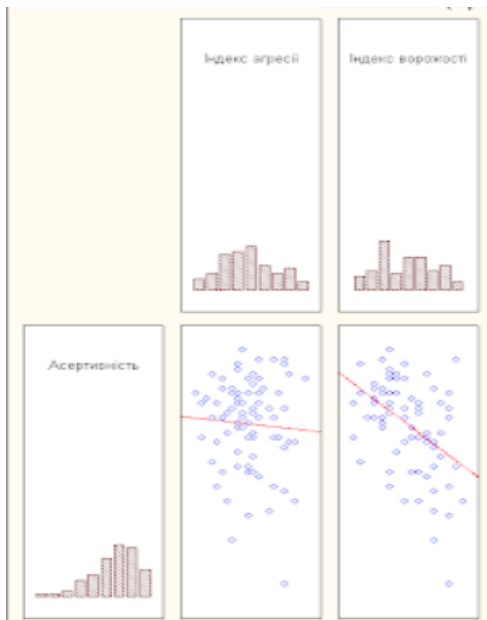 Індекс агресії
Індекс ворожості
Асертивність